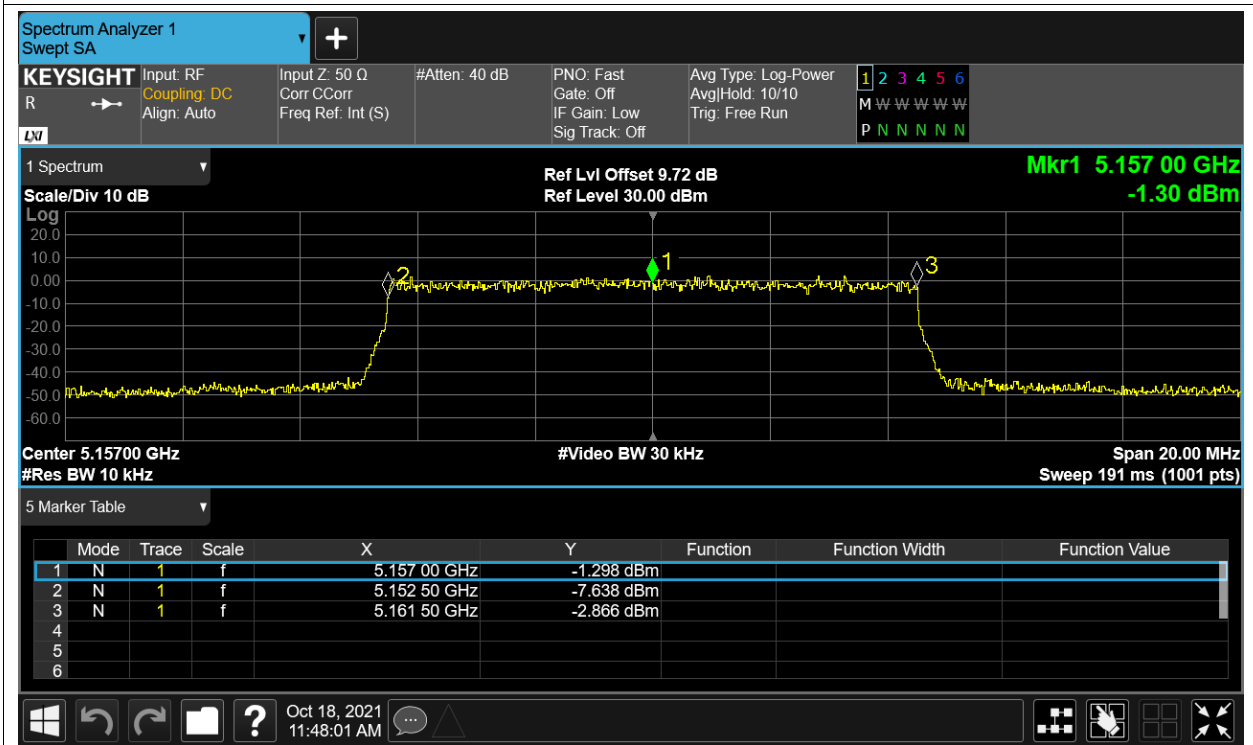 Spectrum Analyzer 1
Swept SA
KEYSIGHT Input: RF Input Z: 50 Ω #Atten: 40 dB PNO: Fast Avg Type: Log-Power 1 2 3 4 5 6
R Coupling: DC Corr CCorr Gate: Off Avg|Hold: 10/10 M W W W W W
Align: Auto Freq Ref: Int (S) IF Gain: Low Trig: Free Run
LXI Sig Track: Off P N N N N N
1 Spectrum Ref Lvl Offset 9.72 dB Mkr1 5.157 00 GHz
Scale/Div 10 dB Ref Level 30.00 dBm -1.30 dBm
Log
20.0
10.0
0.00
-10.0
-20.0
-30.0
-40.0
-50.0
-60.0
2
1
3
Center 5.15700 GHz #Video BW 30 kHz Span 20.00 MHz
#Res BW 10 kHz Sweep 191 ms (1001 pts)
5 Marker Table
Mode Trace Scale X Y Function Function Width Function Value
1 N 1 f 5.157 00 GHz -1.298 dBm
2 N 1 f 5.152 50 GHz -7.638 dBm
3 N 1 f 5.161 50 GHz -2.866 dBm
4
5
6
? Oct 18, 2021
11:48:01 AM